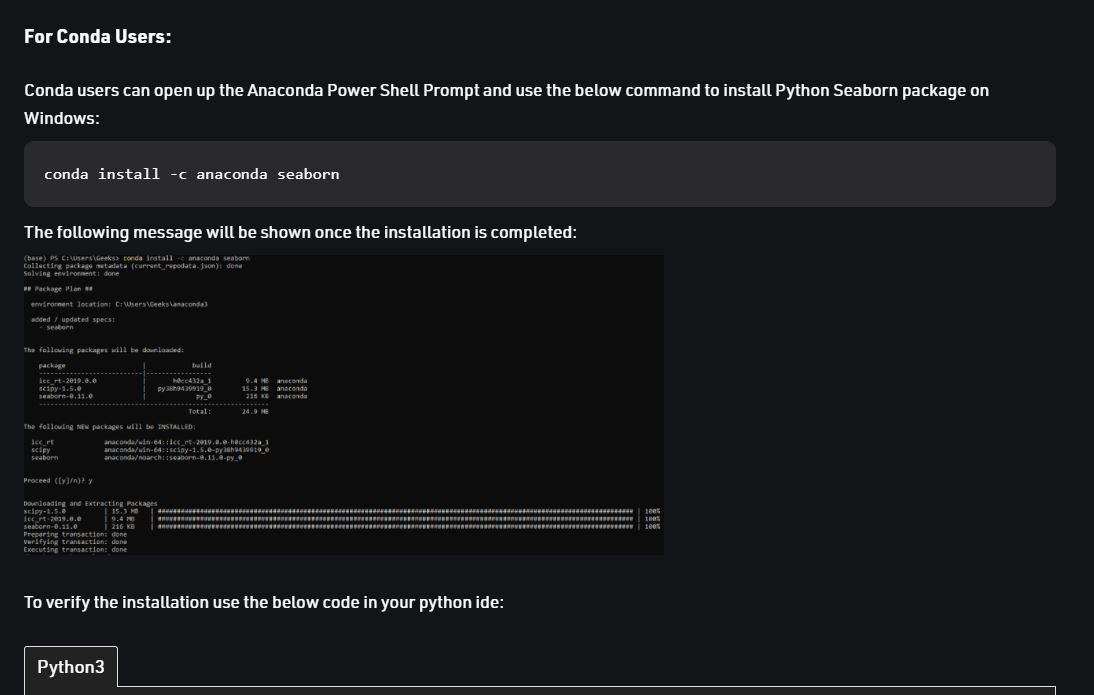 For Conda Users:
Conda users can open up the Anaconda Power Shell Prompt and use the below command to install Python Seaborn package on
Windows:
conda install -c anaconda seaborn
The following message will be shown once the installation is completed:
(base) PS C:\Users\Geeks> conda install -c anaconda seaborn
Collecting package metadata (current_repodata.json): done
Solving environment: done
## Package Plan ##
environment location: C:\Users\Geeks\anaconda3
added / updated specs:
- seaborn
The following packages will be downloaded:
package | build
---------------------------|-----------------
icc_rt-2019.0.0 | h0cc432a_1 9.4 MB anaconda
scipy-1.5.0 | py38h9439919_0 15.3 MB anaconda
seaborn-0.11.0 | py_0 216 KB anaconda
------------------------------------------------------------
Total: 24.9 MB
The following NEW packages will be INSTALLED:
icc_rt anaconda/win-64::icc_rt-2019.0.0-h0cc432a_1
scipy anaconda/win-64::scipy-1.5.0-py38h9439919_0
seaborn anaconda/noarch::seaborn-0.11.0-py_0
Proceed ([y]/n)? y
Downloading and Extracting Packages
scipy-1.5.0 | 15.3 MB | 100%
icc_rt-2019.0.0 | 9.4 MB | 100%
seaborn-0.11.0 | 216 KB | 100%
Preparing transaction: done
Verifying transaction: done
Executing transaction: done
To verify the installation use the below code in your python ide:
Python3